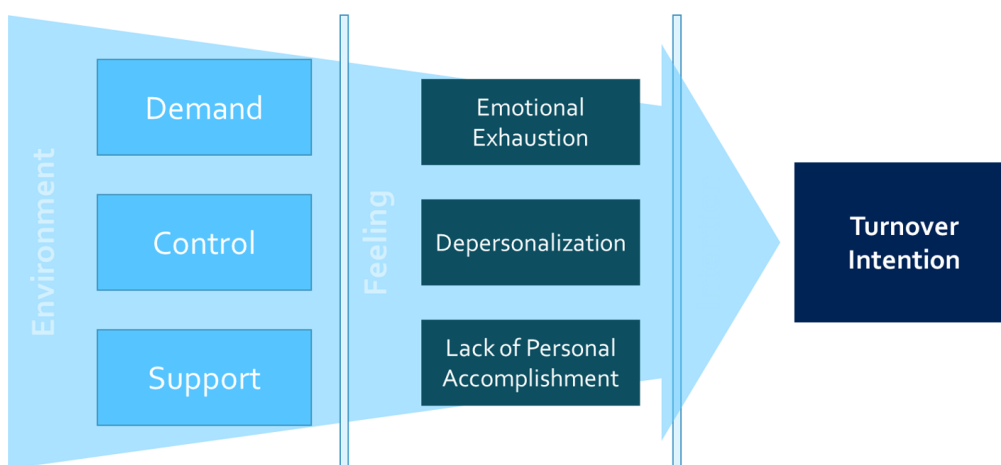 Environment
Demand
Control
Support
Feeling
Emotional
Exhaustion
Depersonalization
Lack of Personal
Accomplishment
Turnover
Intention